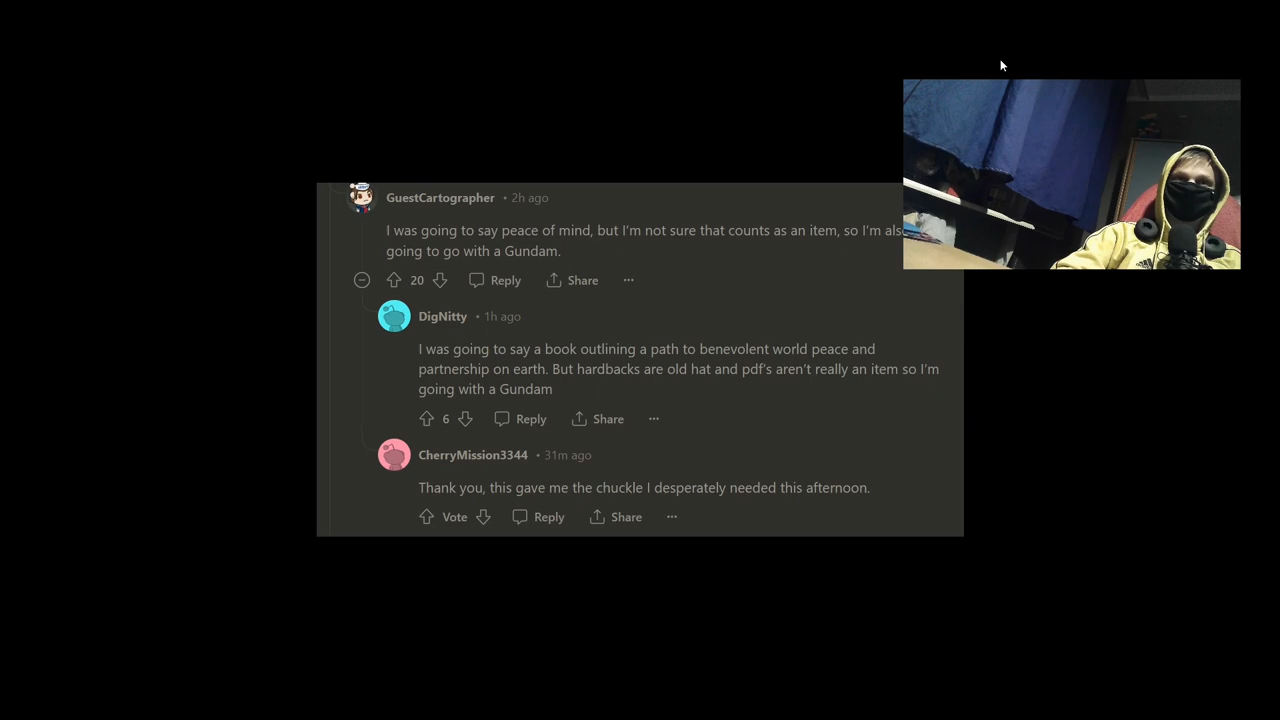 GuestCartographer • 2h ago
I was going to say peace of mind, but I'm not sure that counts as an item, so I'm
going to go with a Gundam.
20 Reply Share
DigNitty • 1h ago
I was going to say a book outlining a path to benevolent world peace and
partnership on earth. But hardbacks are old hat and pdf's aren't really an item so I'm
going with a Gundam
6 Reply Share
CherryMission3344 • 31m ago
Thank you, this gave me the chuckle I desperately needed this afternoon.
Vote Reply Share